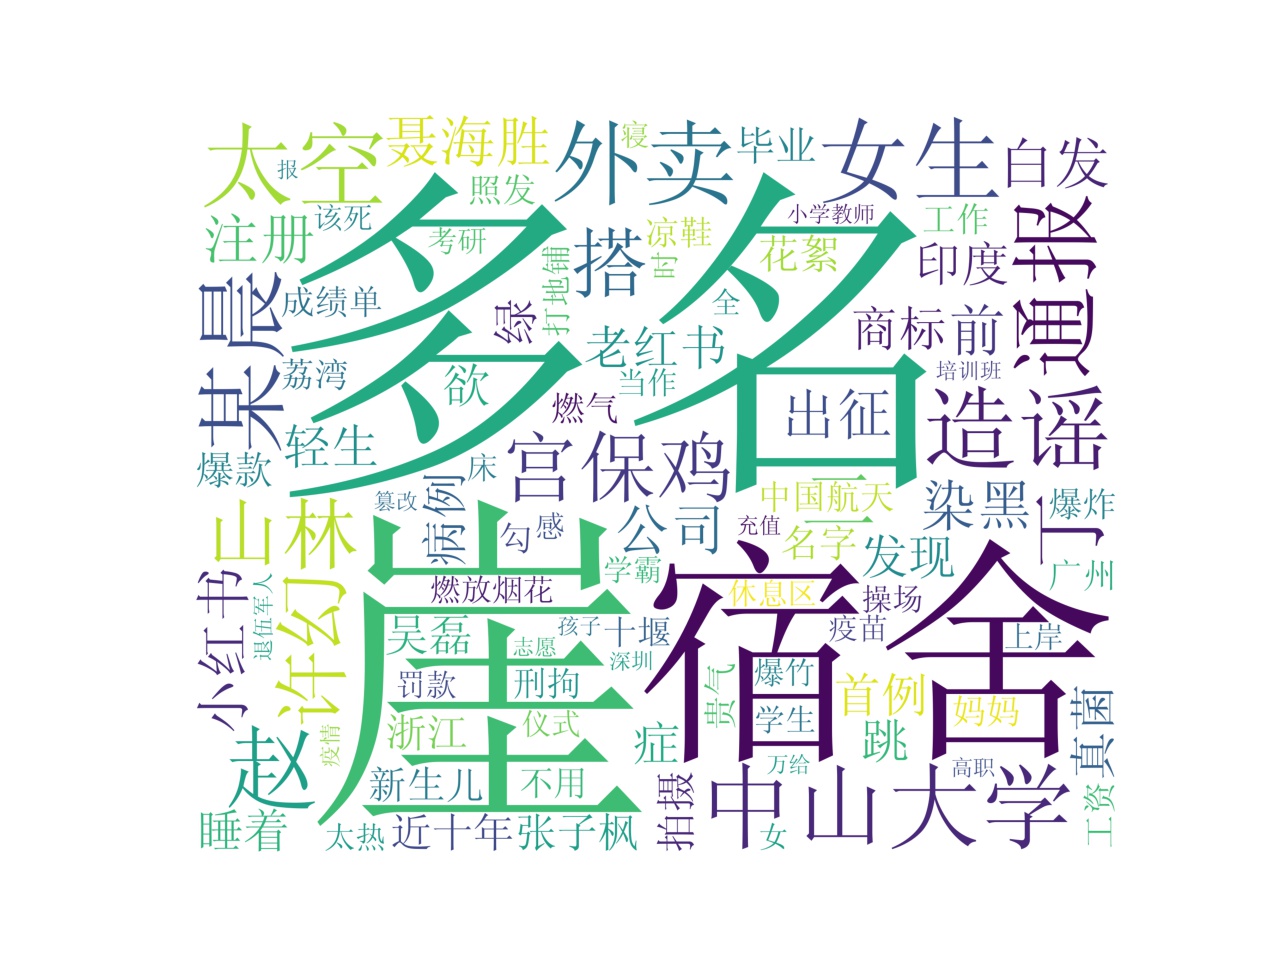 太空
报
聂海胜
外卖
寝
毕业
女生
白发
通报
该死
照发
注册
多名
考研
搭
凉鞋
小学教师
工作
花絮
时
印度
某晨
成绩单
绿
打地铺
全
老红书
商标
前
荔湾
欲
当作
培训班
燃气
出征
造谣
轻生
爆款
床
宫保鸡
丁
病例
篡改
中国航天
染黑
爆炸
山林
崖
勾
感
公司
充值
一
名字
发现
广州
小红书
退伍军人
许幻
燃放烟花
学霸
宿舍
休息区
操场
吴磊
孩子
十堰
疫苗
上岸
志愿
深圳
罚款
刑拘
贵气
爆竹
首例
妈妈
真菌
赵
疫情
浙江
仪式
症
学生
跳
新生儿
不用
拍摄
万给
高职
中山大学
工资
睡着
太热
近十年
张子枫
女